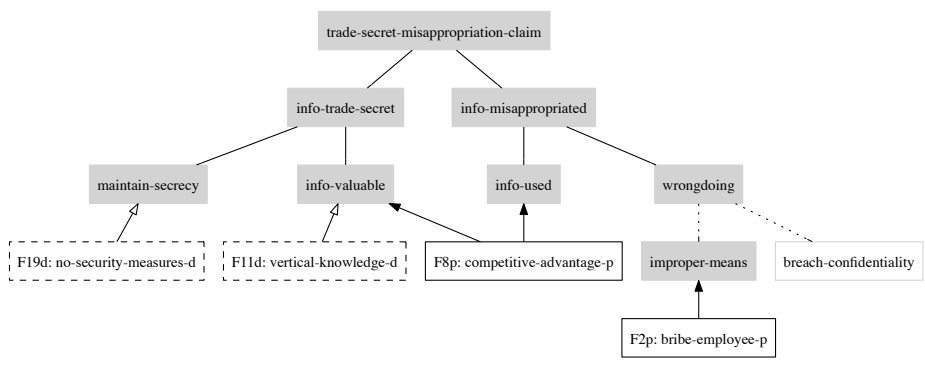 trade-secret-misappropriation-claim
info-trade-secret
info-misappropriated
maintain-secrecy
info-valuable
info-used
wrongdoing
F19d: no-security-measures-d
F11d: vertical-knowledge-d
F8p: competitive-advantage-p
improper-means
breach-confidentiality
F2p: bribe-employee-p